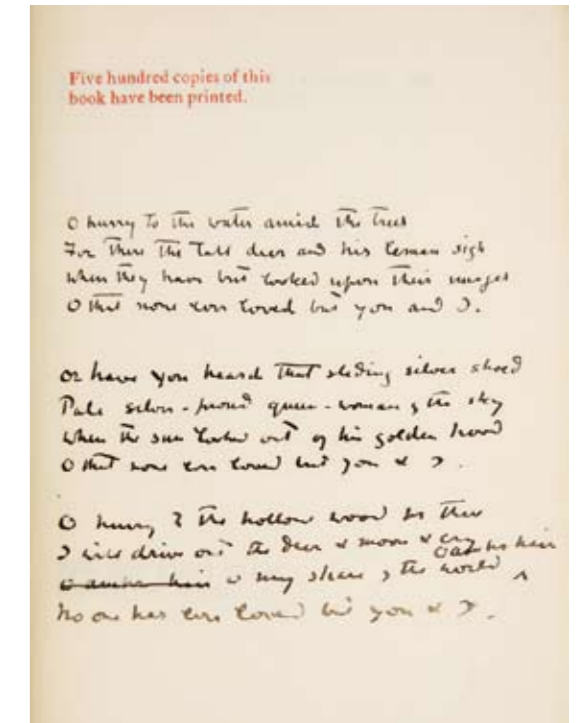 Five hundred copies of this
book have been printed.
O hurry to the water amid the trees
For there the tall deer and his leman sigh
When they have but looked upon their images
O that none ever loved but you and I.
Or have you heard that sliding silver shoed
Pale silver-proud queen-woman of the sky
When the sun looked out of his golden hood
O that none ever loved but you & I.
O hurry to the hollow wood for there
I will drive out the deer & moon & cry
O amber hair
O amber hair O my share of the world ^
No one has ever loved but you & I.